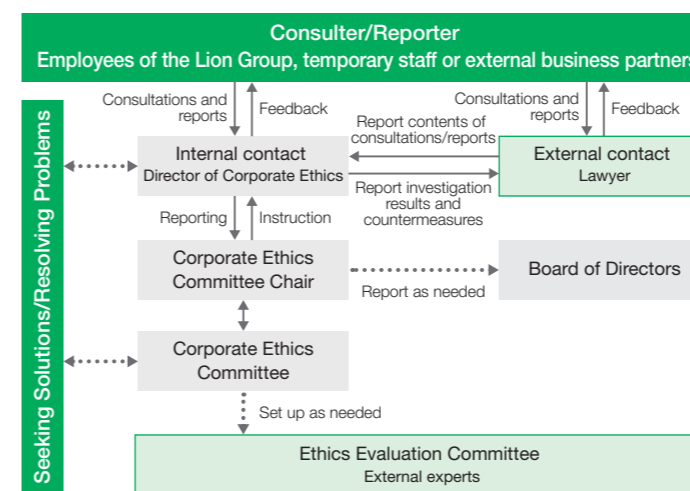 Consulter/Reporter
Employees of the Lion Group, temporary staff or external business partners
Seeking Solutions/Resolving Problems
Consultations and
reports
Feedback
Consultations and
reports
Feedback
Report contents of
consultations/reports
Internal contact
Director of Corporate Ethics
External contact
Lawyer
Report investigation
results and
countermeasures
Reporting
Instruction
Corporate Ethics
Committee Chair
Report as needed
Board of Directors
Corporate Ethics
Committee
Set up as needed
Ethics Evaluation Committee
External experts